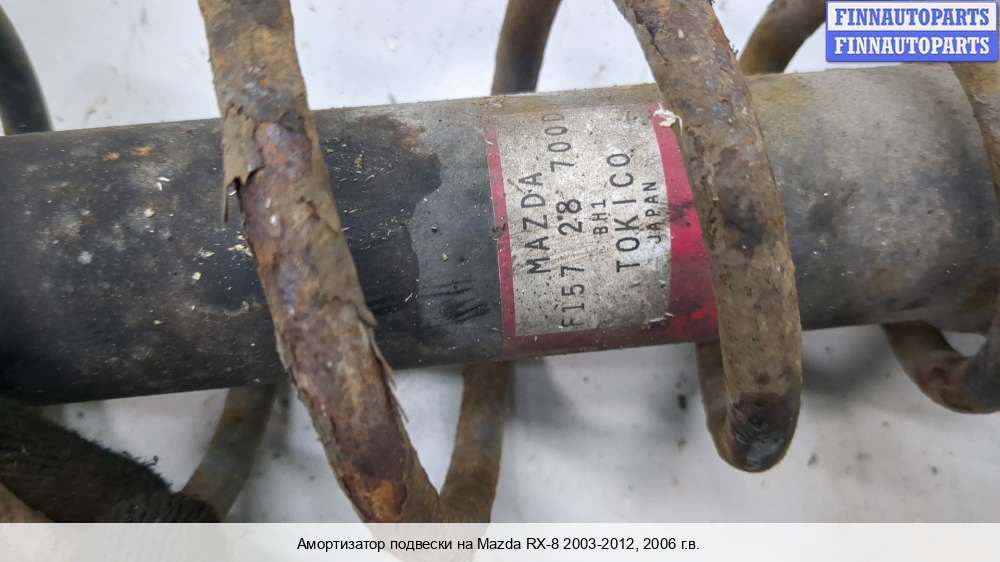 FINNAUTOPARTS
FINNAUTOPARTS
MAZDA
F157 28 700D
BH1
TOKICO
JAPAN
Амортизатор подвески на Mazda RX-8 2003-2012, 2006 г.в.